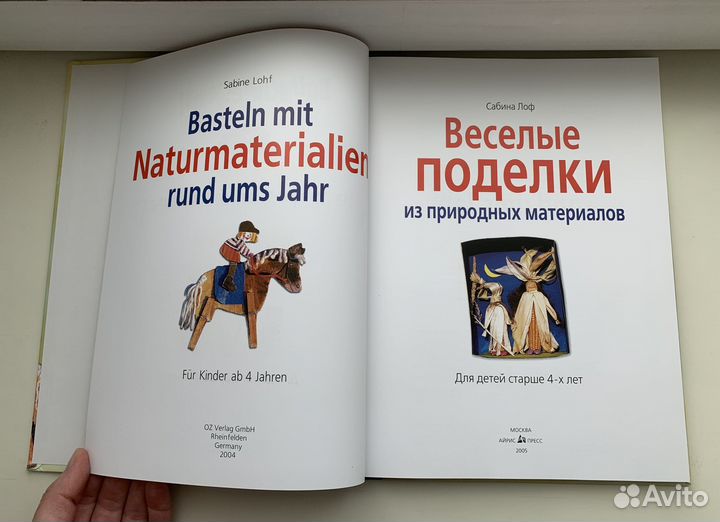 Sabine Lohf
Basteln mit
Naturmaterialien
rund ums Jahr
Für Kinder ab 4 Jahren
OZ Verlag GmbH
Rheinfelden
Germany
2004
Сабина Лоф
Веселые
поделки
из природных материалов
Для детей старше 4-х лет
МОСКВА
АЙРИС ПРЕСС
2005
Avito